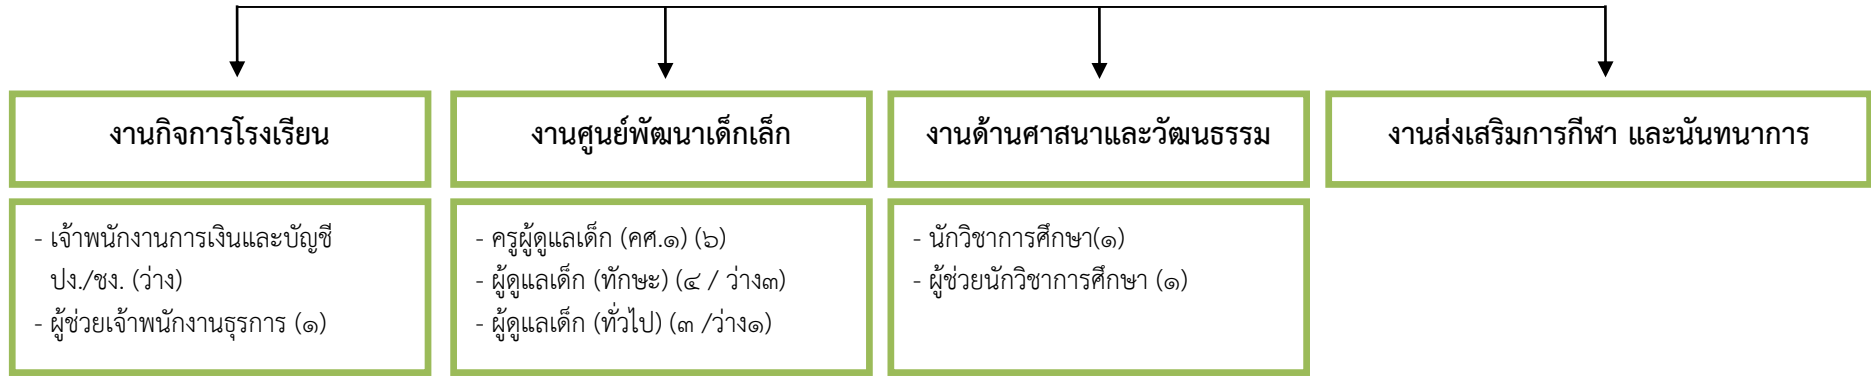 งานกิจการโรงเรียน
- เจ้าพนักงานการเงินและบัญชี
ปง./ชง. (ว่าง)
- ผู้ช่วยเจ้าพนักงานธุรการ (๑)
งานศูนย์พัฒนาเด็กเล็ก
- ครูผู้ดูแลเด็ก (คศ.๑) (๖)
- ผู้ดูแลเด็ก (ทักษะ) (๔ / ว่าง๓)
- ผู้ดูแลเด็ก (ทั่วไป) (๓ /ว่าง๑)
งานด้านศาสนาและวัฒนธรรม
- นักวิชาการศึกษา(๑)
- ผู้ช่วยนักวิชาการศึกษา (๑)
งานส่งเสริมการกีฬา และนันทนาการ